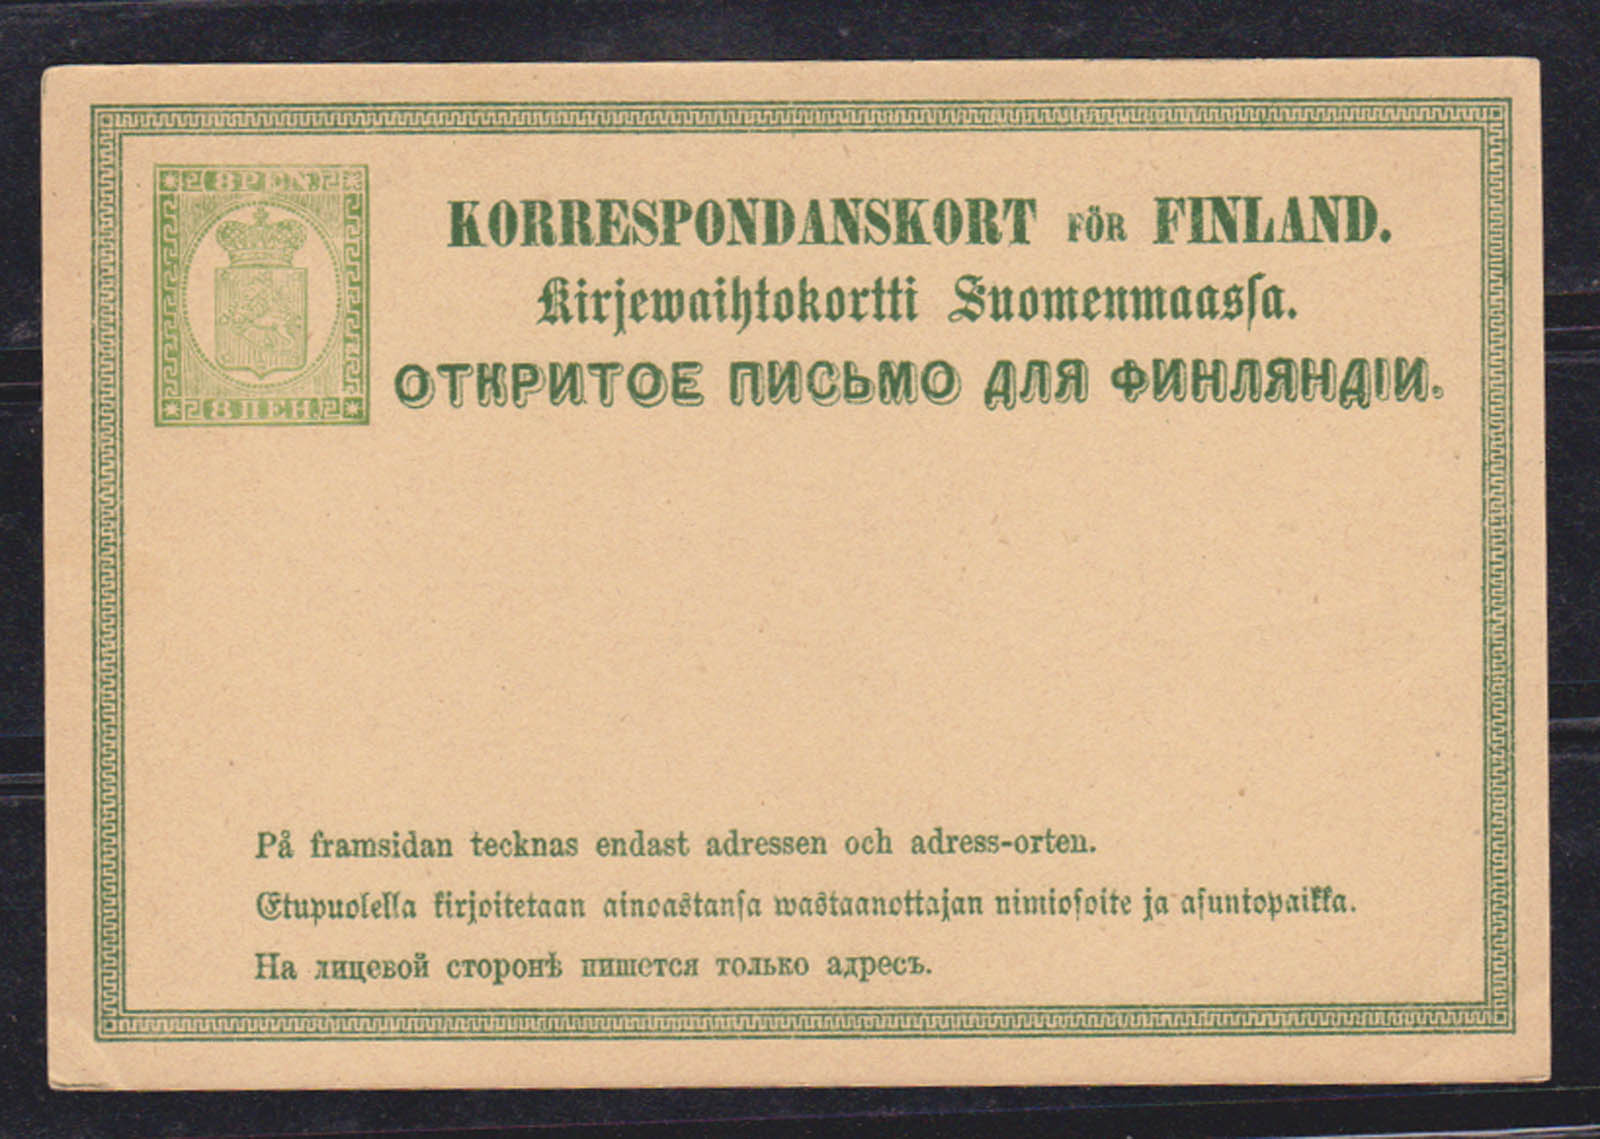 8 PEN.
KORRESPONDANSKORT FÖR FINLAND.
Kirjewaihtokortti Suomenmaassa.
ОТКРИТОЕ ПИСЬМО ДЛЯ ФИНЛЯНДІИ.
8 ПЕН.
På framsidan tecknas endast adressen och adress-orten.
Etupuolella kirjoitetaan ainoastansa wastaanottajan nimiosoite ja asuntopaikka.
На лицевой сторонѣ пишется только адресъ.